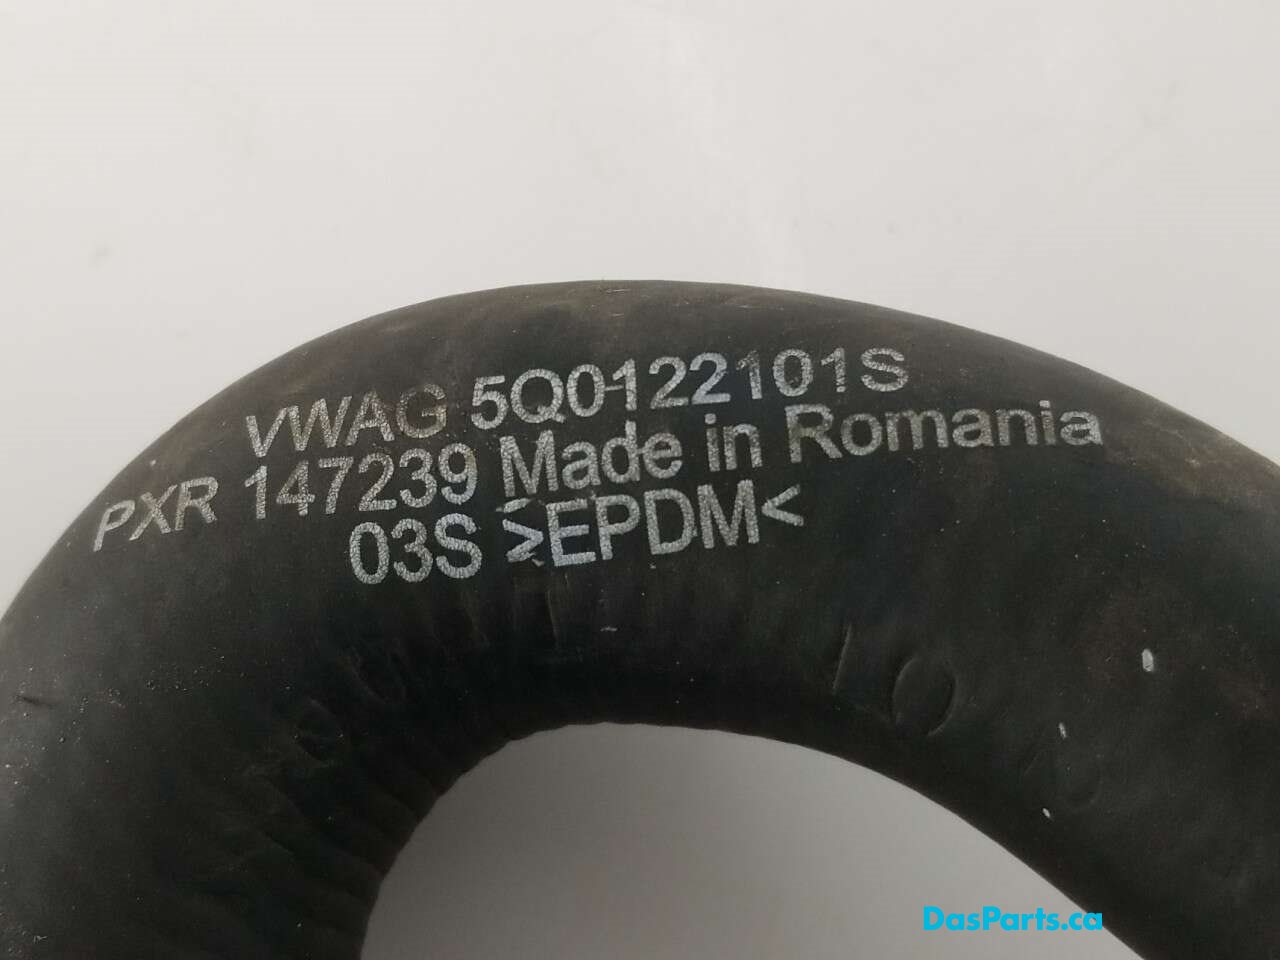 VWAG 5Q0122101S
PXR 147239 Made in Romania
03S >EPDM<
DasParts.ca